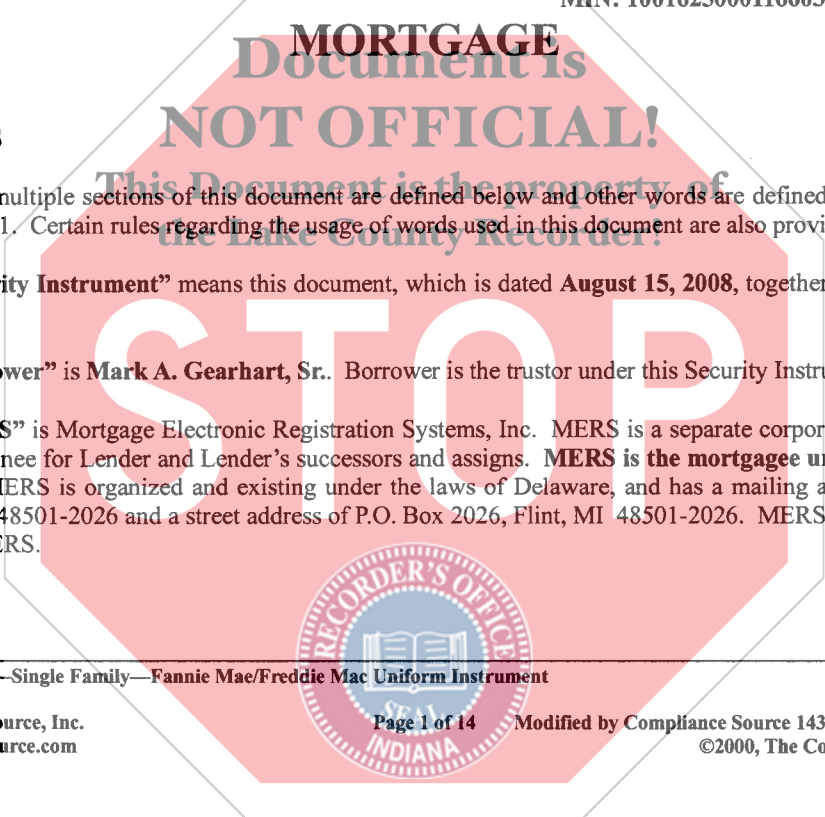 MORTGAGE
Document is
NOT OFFICIAL!
This Document is the property of
the Lake County Recorder!
multiple sections of this document are defined below and other words are defined
1. Certain rules regarding the usage of words used in this document are also provi
ity Instrument” means this document, which is dated August 15, 2008, together
STOP
ower” is Mark A. Gearhart, Sr.. Borrower is the trustor under this Security Instru
S” is Mortgage Electronic Registration Systems, Inc. MERS is a separate corpor
nee for Lender and Lender’s successors and assigns. MERS is the mortgagee un
MERS is organized and existing under the laws of Delaware, and has a mailing a
48501-2026 and a street address of P.O. Box 2026, Flint, MI 48501-2026. MERS
ERS.
RECORDER'S OFFICE
SEAL
INDIANA
—Single Family—Fannie Mae/Freddie Mac Uniform Instrument
ource, Inc. Page 1 of 14 Modified by Compliance Source 143
urce.com ©2000, The Co